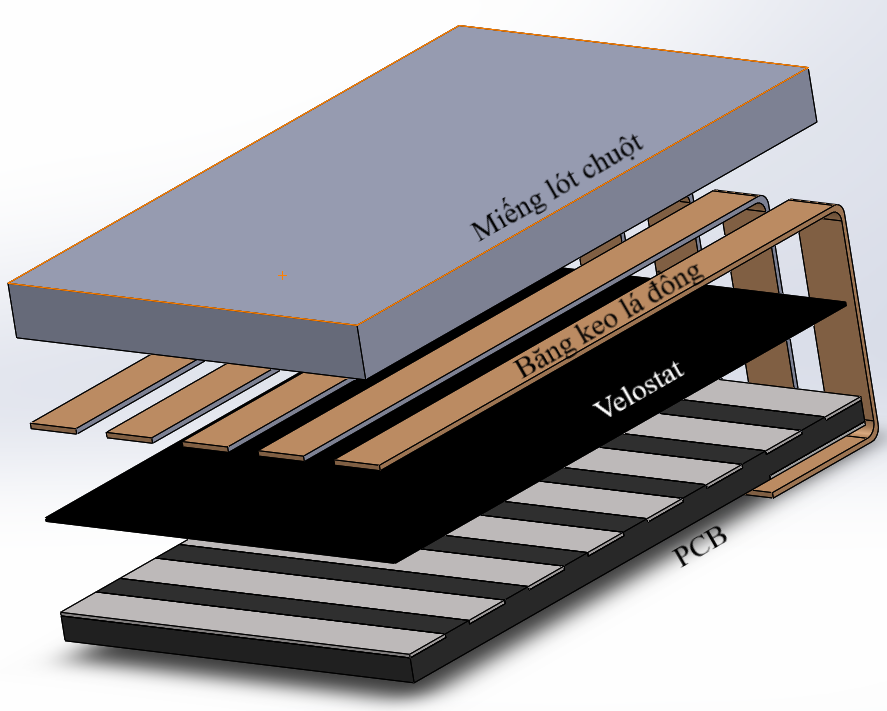 Miếng lót chuột
Băng keo lá đồng
Velostat
PCB